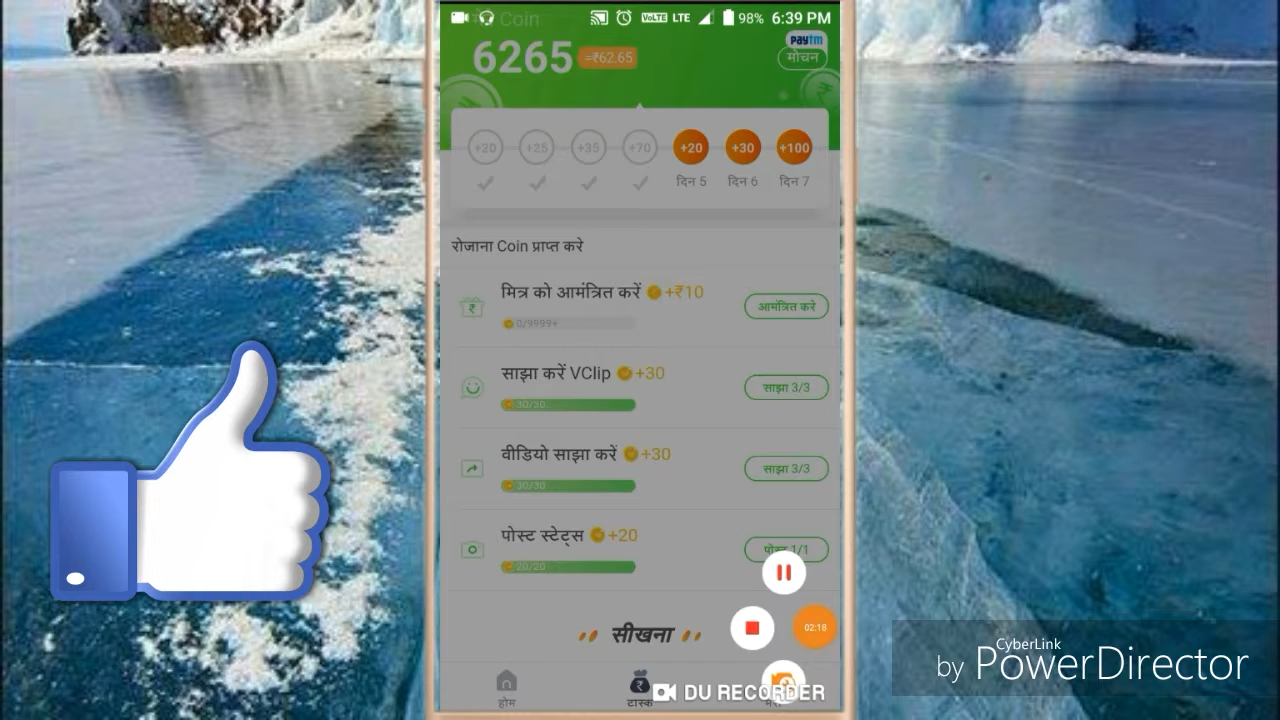 Coin
VoLTE LTE 98% 6:39 PM
6265 =₹62.65
paytm
मोचन
+20 +25 +35 +70 +20 +30 +100
दिन 5 दिन 6 दिन 7
रोजाना Coin प्राप्त करे
मित्र को आमंत्रित करें +₹10
0/9999+
आमंत्रित करे
साझा करें VClip +30
30/30
साझा 3/3
वीडियो साझा करें +30
30/30
साझा 3/3
पोस्ट स्टेट्स +20
20/20
पोस्ट 1/1
02:18
सीखना
होम
टास्क
DU RECORDER
by CyberLink PowerDirector